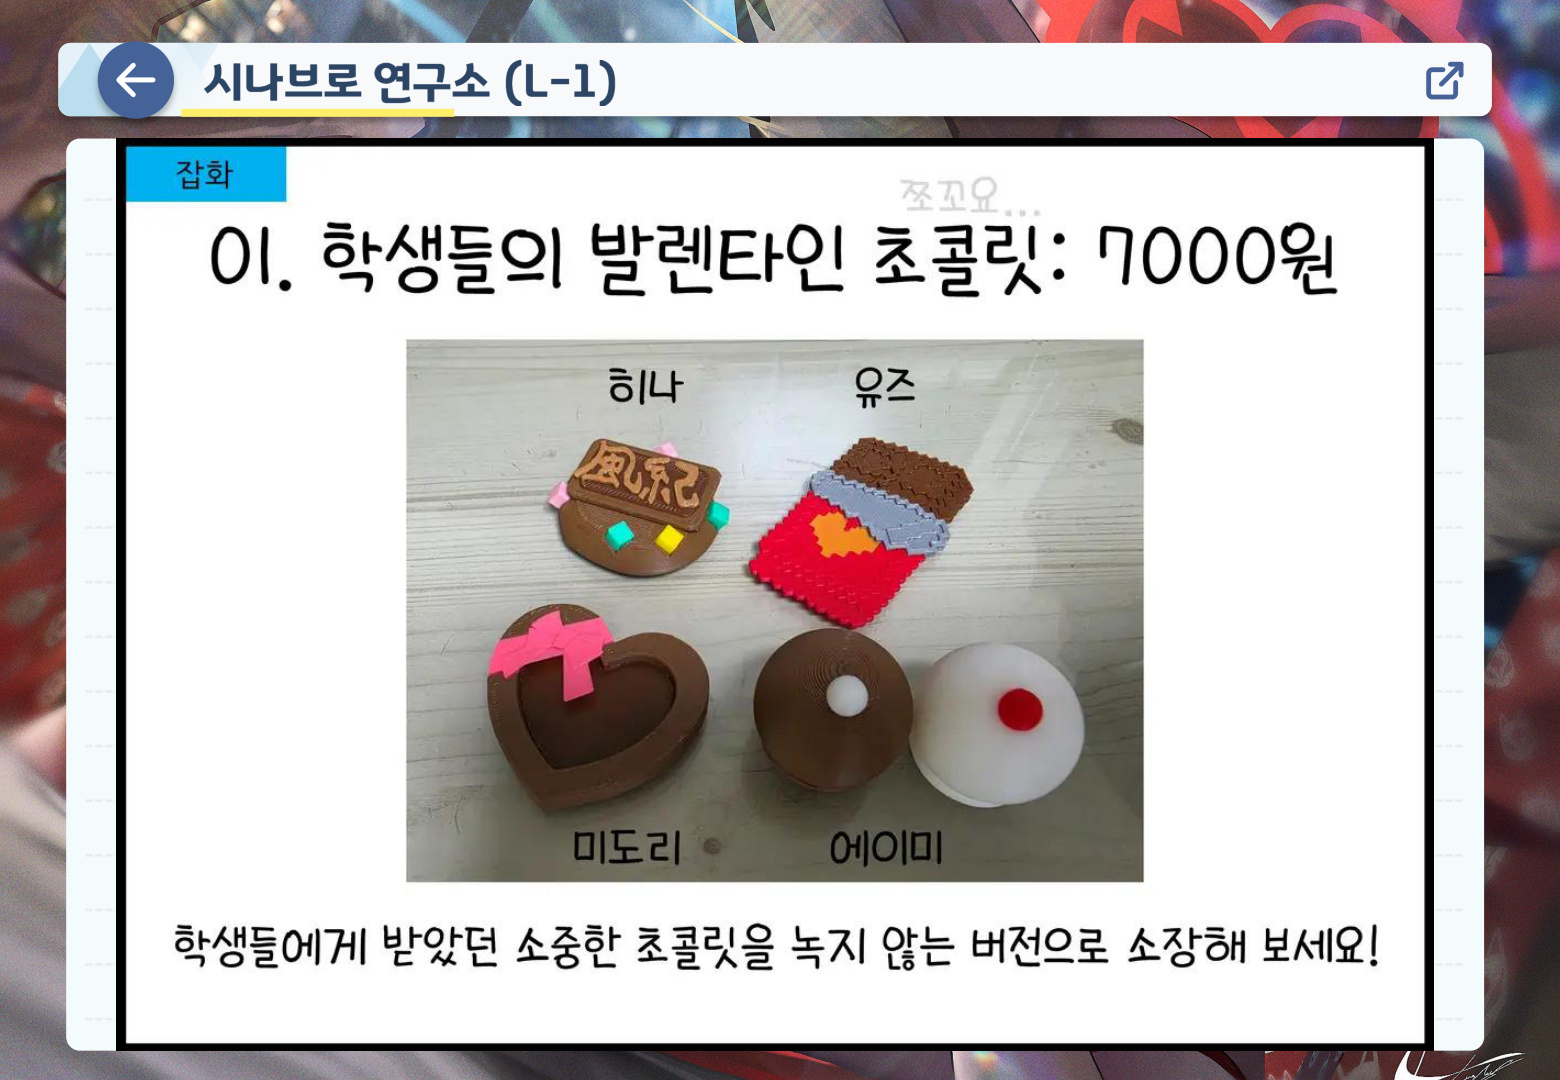 시나브로 연구소 (L-1)
잡화
쪼꼬요...
01. 학생들의 발렌타인 초콜릿: 7000원
히나 유즈
風紀
미도리 에이미
학생들에게 받았던 소중한 초콜릿을 녹지 않는 버전으로 소장해 보세요!